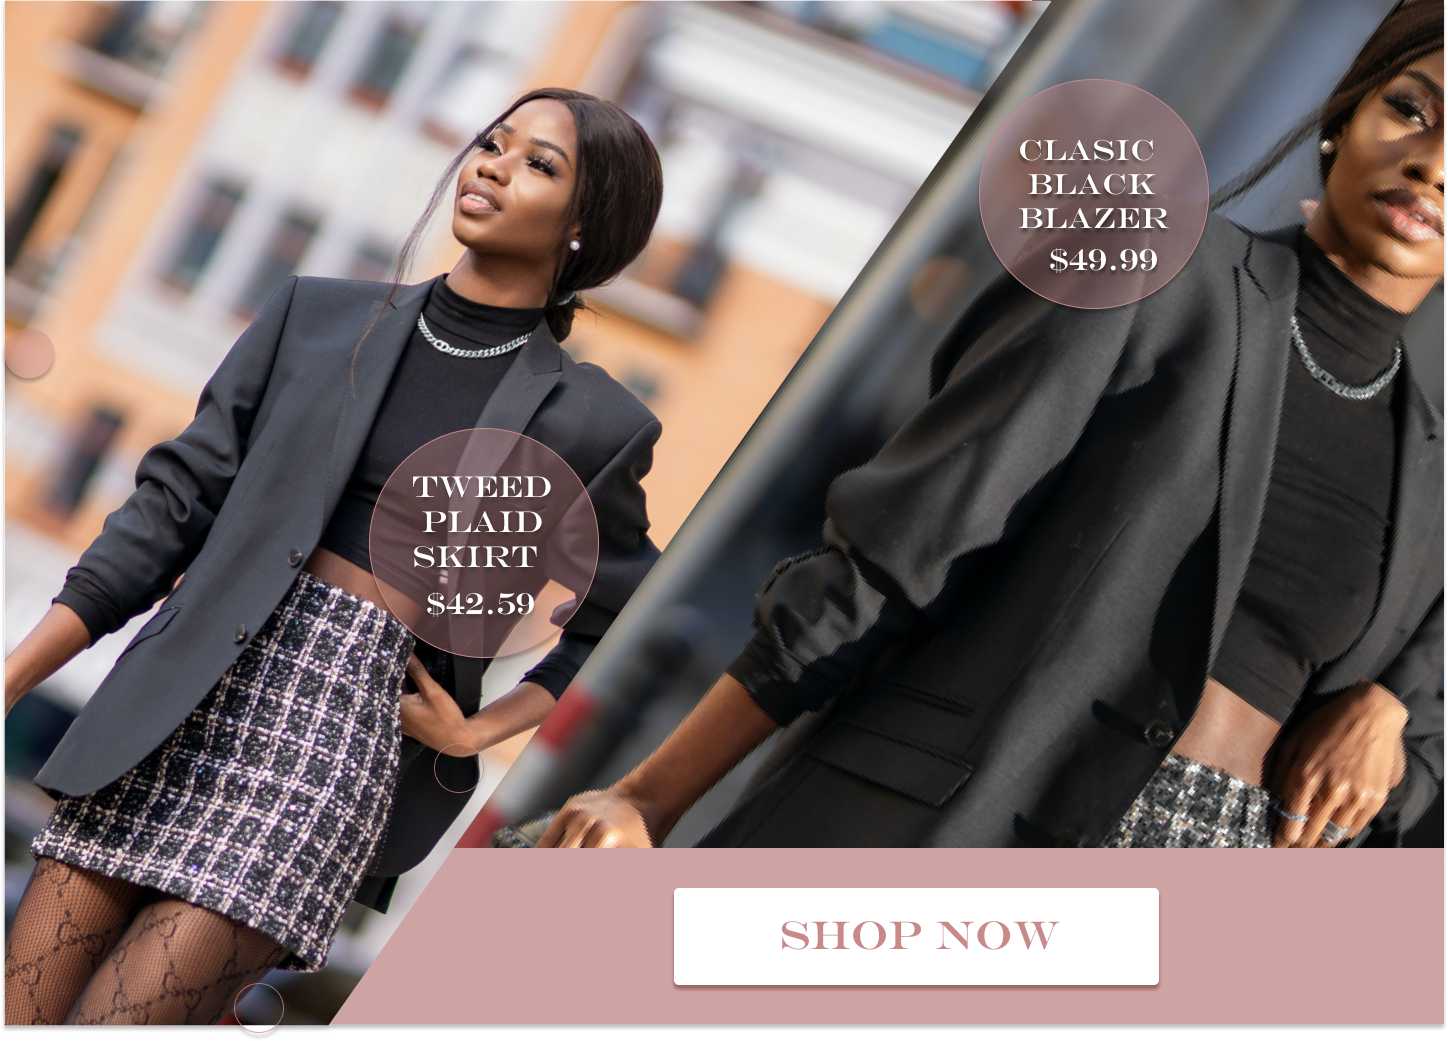 CLASIC
BLACK
BLAZER
$49.99
TWEED
PLAID
SKIRT
$42.59
SHOP NOW